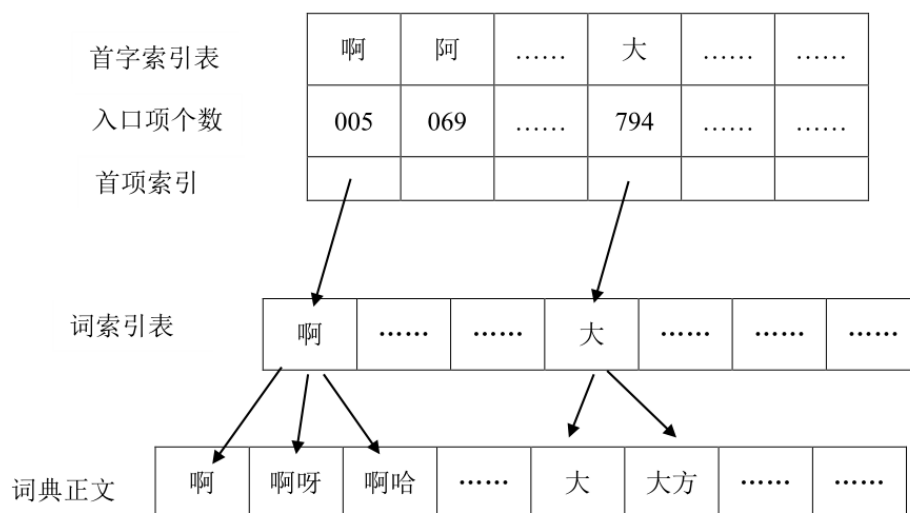 首字索引表 啊 阿 …… 大 …… ……
入口项个数 005 069 …… 794 …… ……
首项索引
词索引表 啊 …… …… 大 …… …… ……
词典正文 啊 啊呀 啊哈 …… 大 大方 …… ……